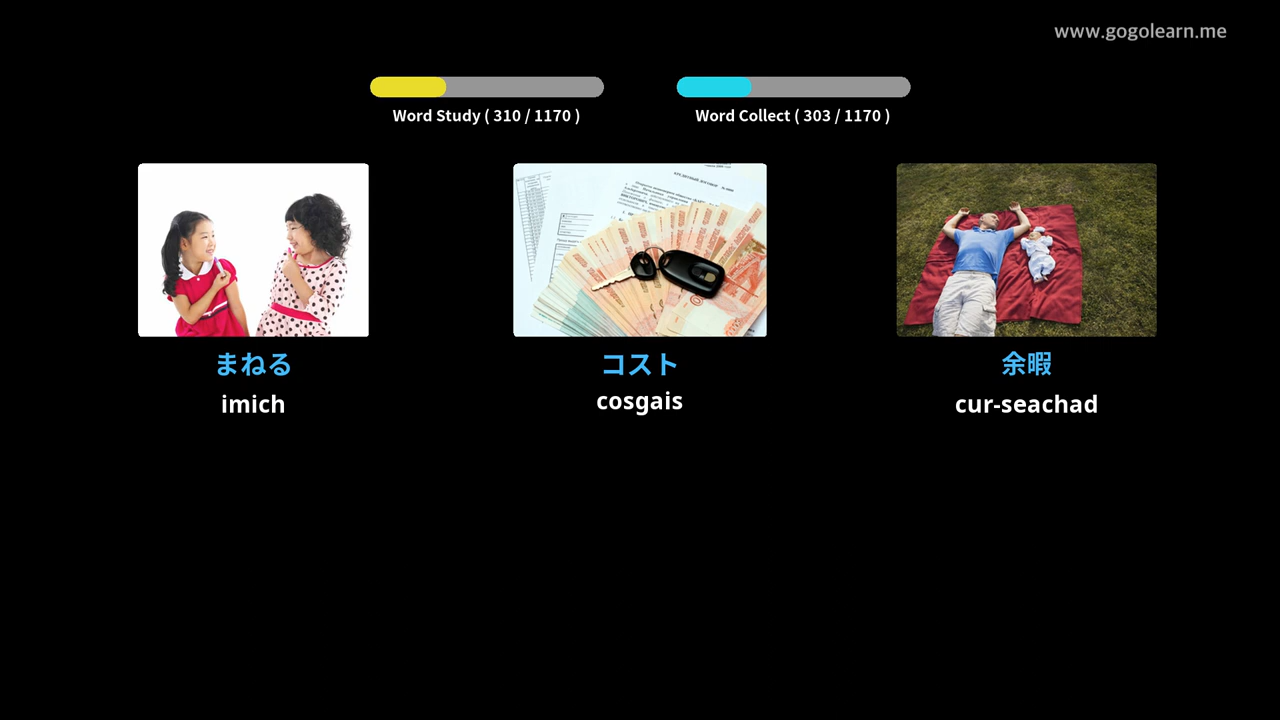 www.gogolearn.me
Word Study ( 310 / 1170 )
Word Collect ( 303 / 1170 )
まねる
コスト
余暇
imich
cosgais
cur-seachad